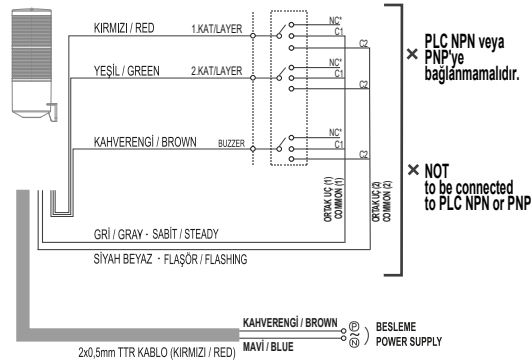 KIRMIZI / RED
1.KAT/LAYER
NC*
C1
C2
YEŞİL / GREEN
2.KAT/LAYER
NC*
C1
C2
KAHVERENGİ / BROWN
BUZZER
NC*
C1
C2
× PLC NPN veya
PNP'ye
bağlanmamalıdır.
× NOT
to be connected
to PLC NPN or PNP
ORTAK UÇ (1)
COMMON (1)
ORTAK UÇ (2)
COMMON (2)
GRİ / GRAY - SABİT / STEADY
SİYAH BEYAZ - FLAŞÖR / FLASHING
KAHVERENGİ / BROWN
P
BESLEME
MAVİ / BLUE
N
POWER SUPPLY
2x0,5mm TTR KABLO (KIRMIZI / RED)